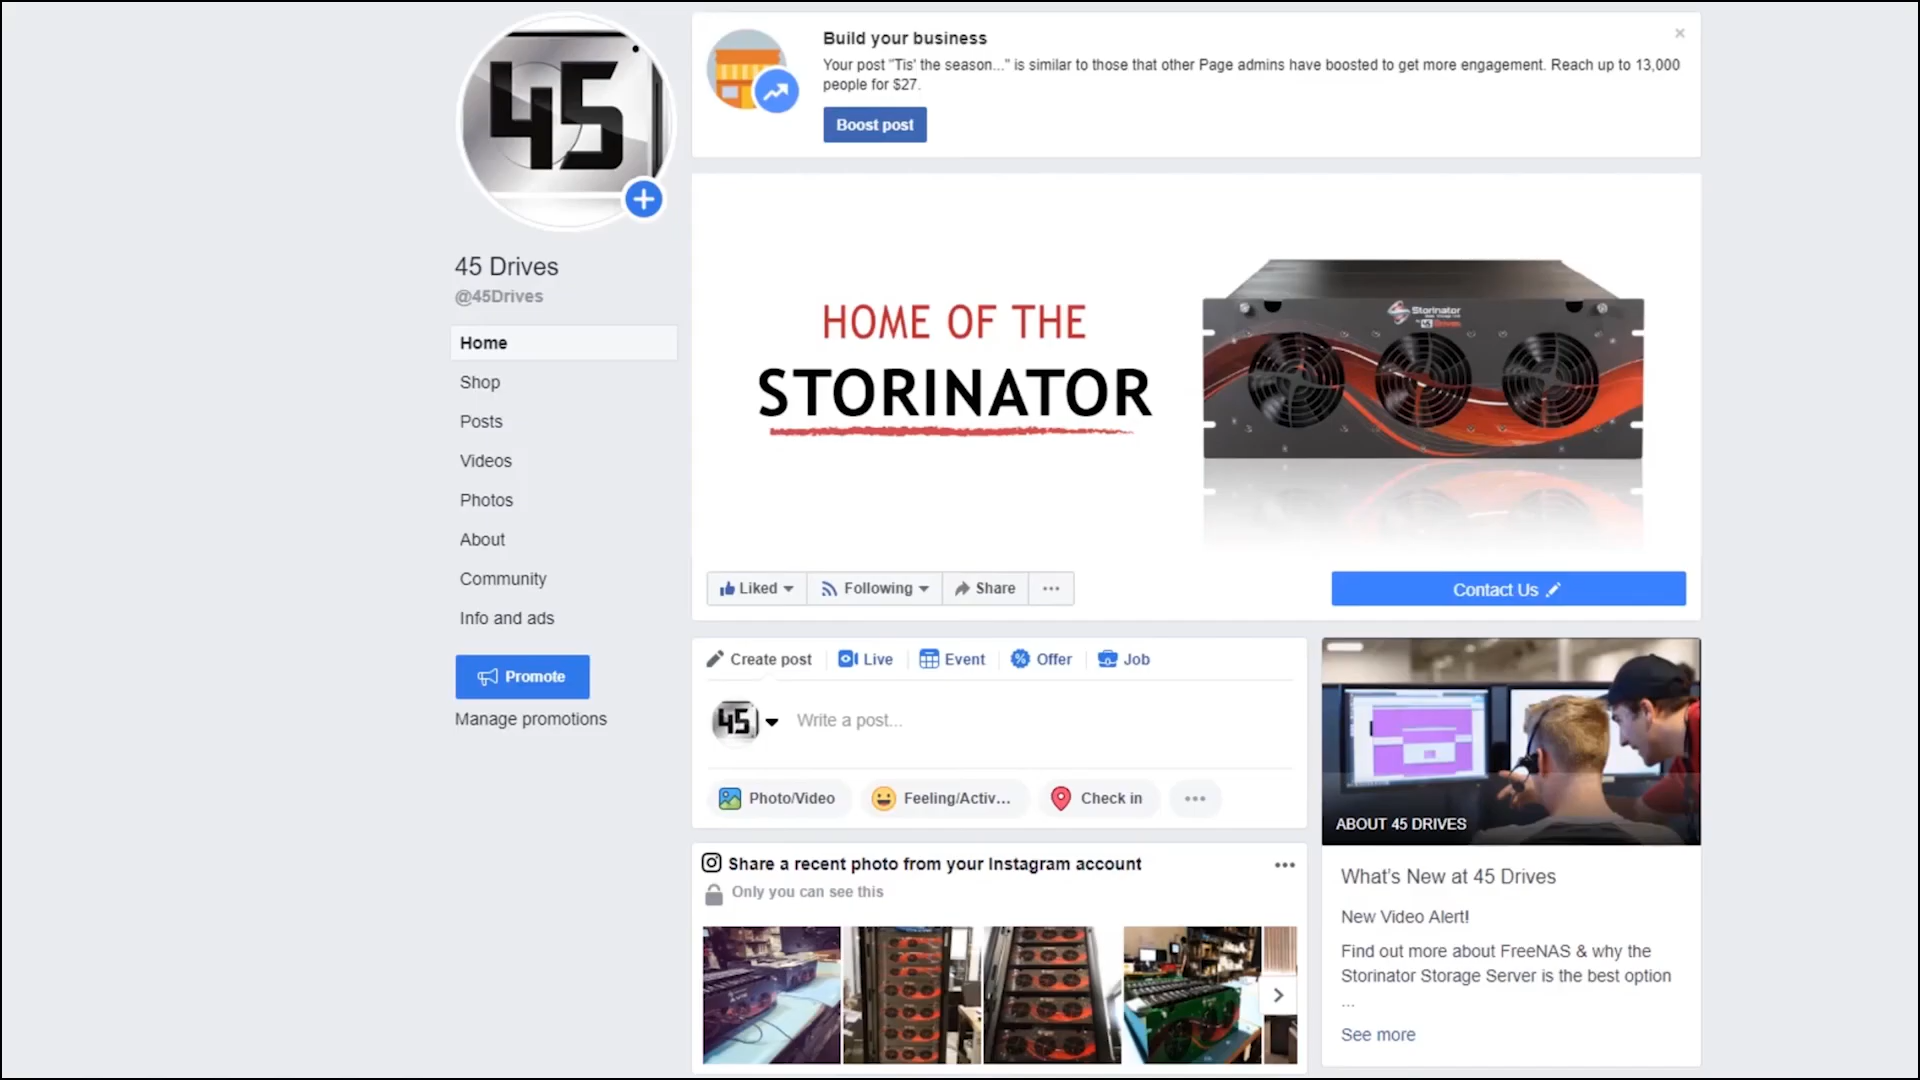 45
45 Drives
@45Drives
Home
Shop
Posts
Videos
Photos
About
Community
Info and ads
Promote
Manage promotions
Build your business
Your post "Tis' the season..." is similar to those that other Page admins have boosted to get more engagement. Reach up to 13,000
people for $27.
Boost post
HOME OF THE
STORINATOR
Storinator
45 Drives
Liked
Following
Share
Contact Us
Create post
Live
Event
Offer
Job
45
Write a post...
Photo/Video
Feeling/Activ...
Check in
Share a recent photo from your Instagram account
Only you can see this
ABOUT 45 DRIVES
What's New at 45 Drives
New Video Alert!
Find out more about FreeNAS & why the
Storinator Storage Server is the best option
...
See more